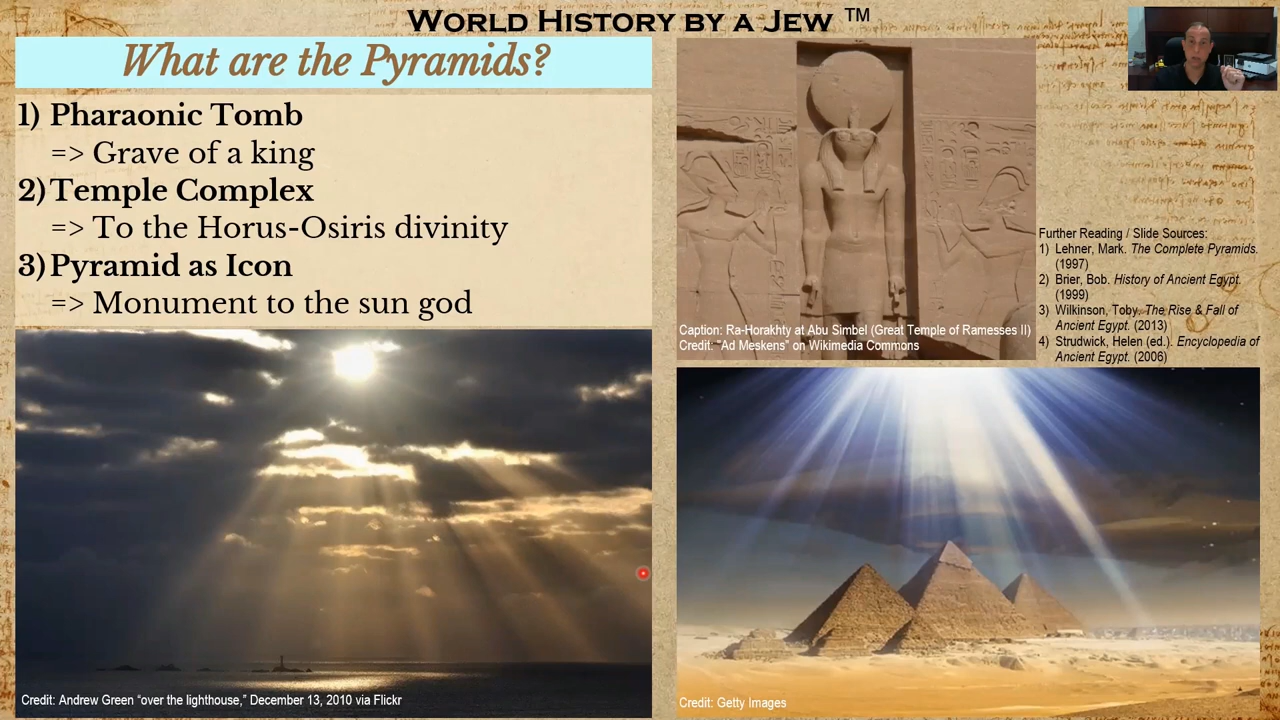 World History by a Jew ™
What are the Pyramids?
1) Pharaonic Tomb
=> Grave of a king
2) Temple Complex
=> To the Horus-Osiris divinity
3) Pyramid as Icon
=> Monument to the sun god
Caption: Ra-Horakhty at Abu Simbel (Great Temple of Ramesses II)
Credit: “Ad Meskens” on Wikimedia Commons
Further Reading / Slide Sources:
1) Lehner, Mark. The Complete Pyramids.
(1997)
2) Brier, Bob. History of Ancient Egypt.
(1999)
3) Wilkinson, Toby. The Rise & Fall of
Ancient Egypt. (2013)
4) Strudwick, Helen (ed.). Encyclopedia of
Ancient Egypt. (2006)
Credit: Andrew Green “over the lighthouse,” December 13, 2010 via Flickr
Credit: Getty Images